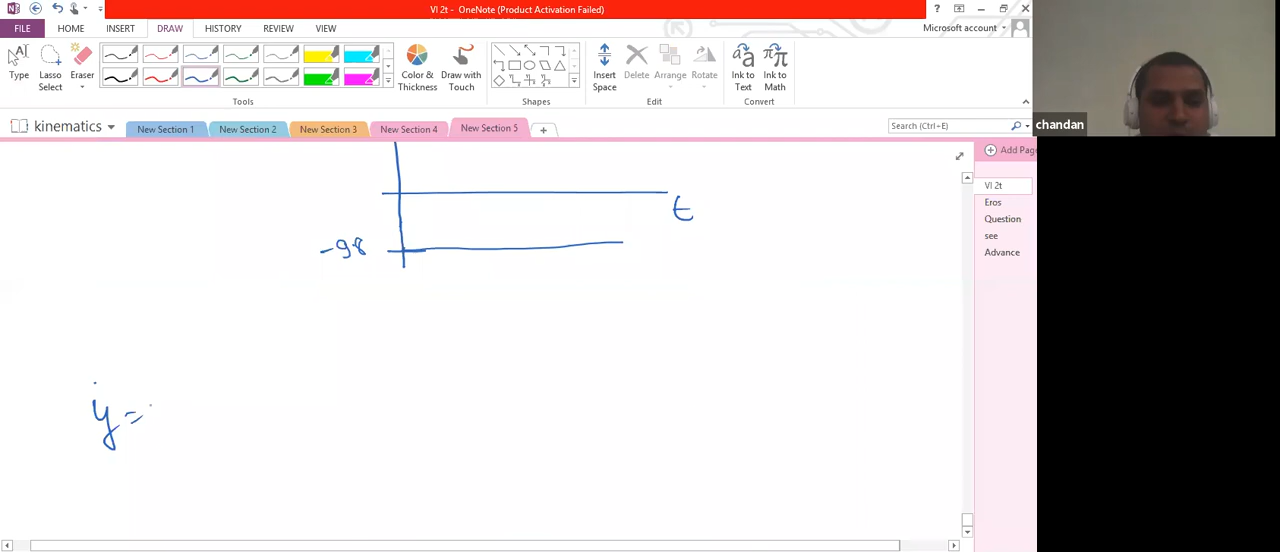 VI 2t - OneNote (Product Activation Failed)
FILE HOME INSERT DRAW HISTORY REVIEW VIEW
Microsoft account
Type
Lasso Select
Eraser
Color & Thickness
Draw with Touch
Insert Space
Delete
Arrange
Rotate
Ink to Text
Ink to Math
Tools
Shapes
Edit
Convert
kinematics
New Section 1
New Section 2
New Section 3
New Section 4
New Section 5
Search (Ctrl+E)
chandan
Add Page
VI 2t
Eros
Question
see
Advance
t
-98
y =